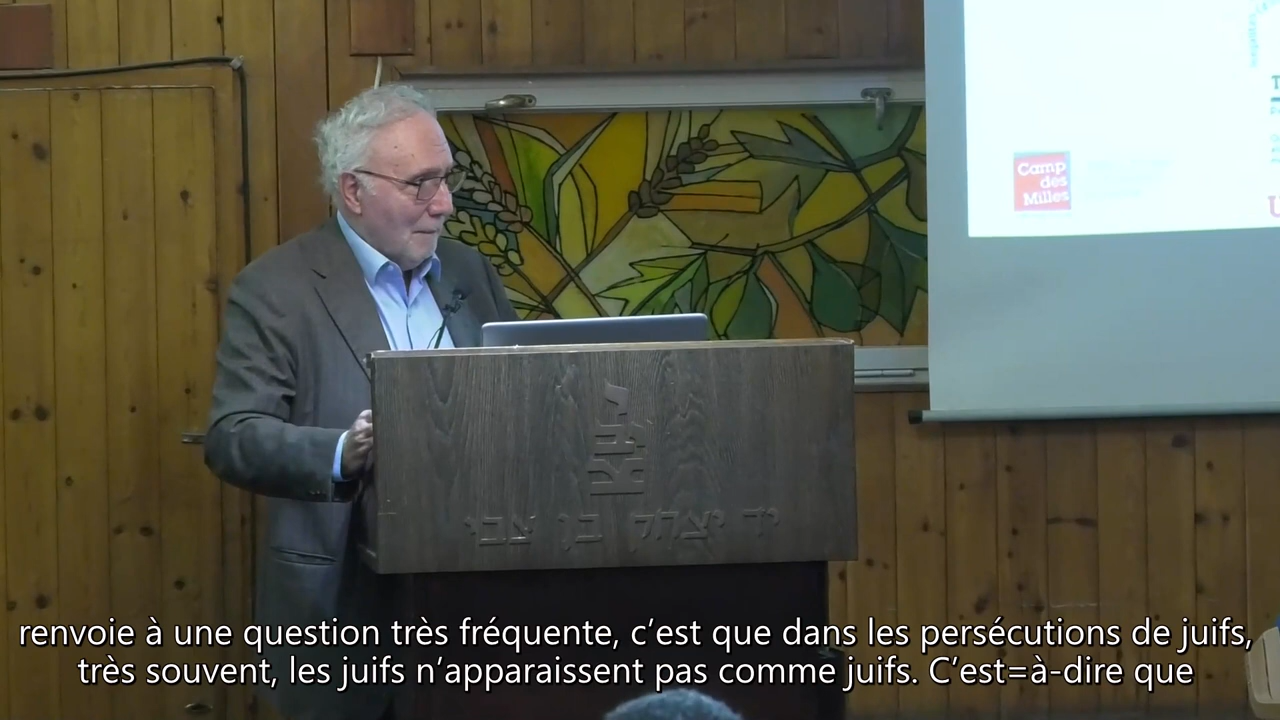 Camp
des
Milles
T
U
יד יצחק בן צבי
renvoie à une question très fréquente, c‘est que dans les persécutions de juifs,
très souvent, les juifs n’apparaissent pas comme juifs. C’est=à-dire que